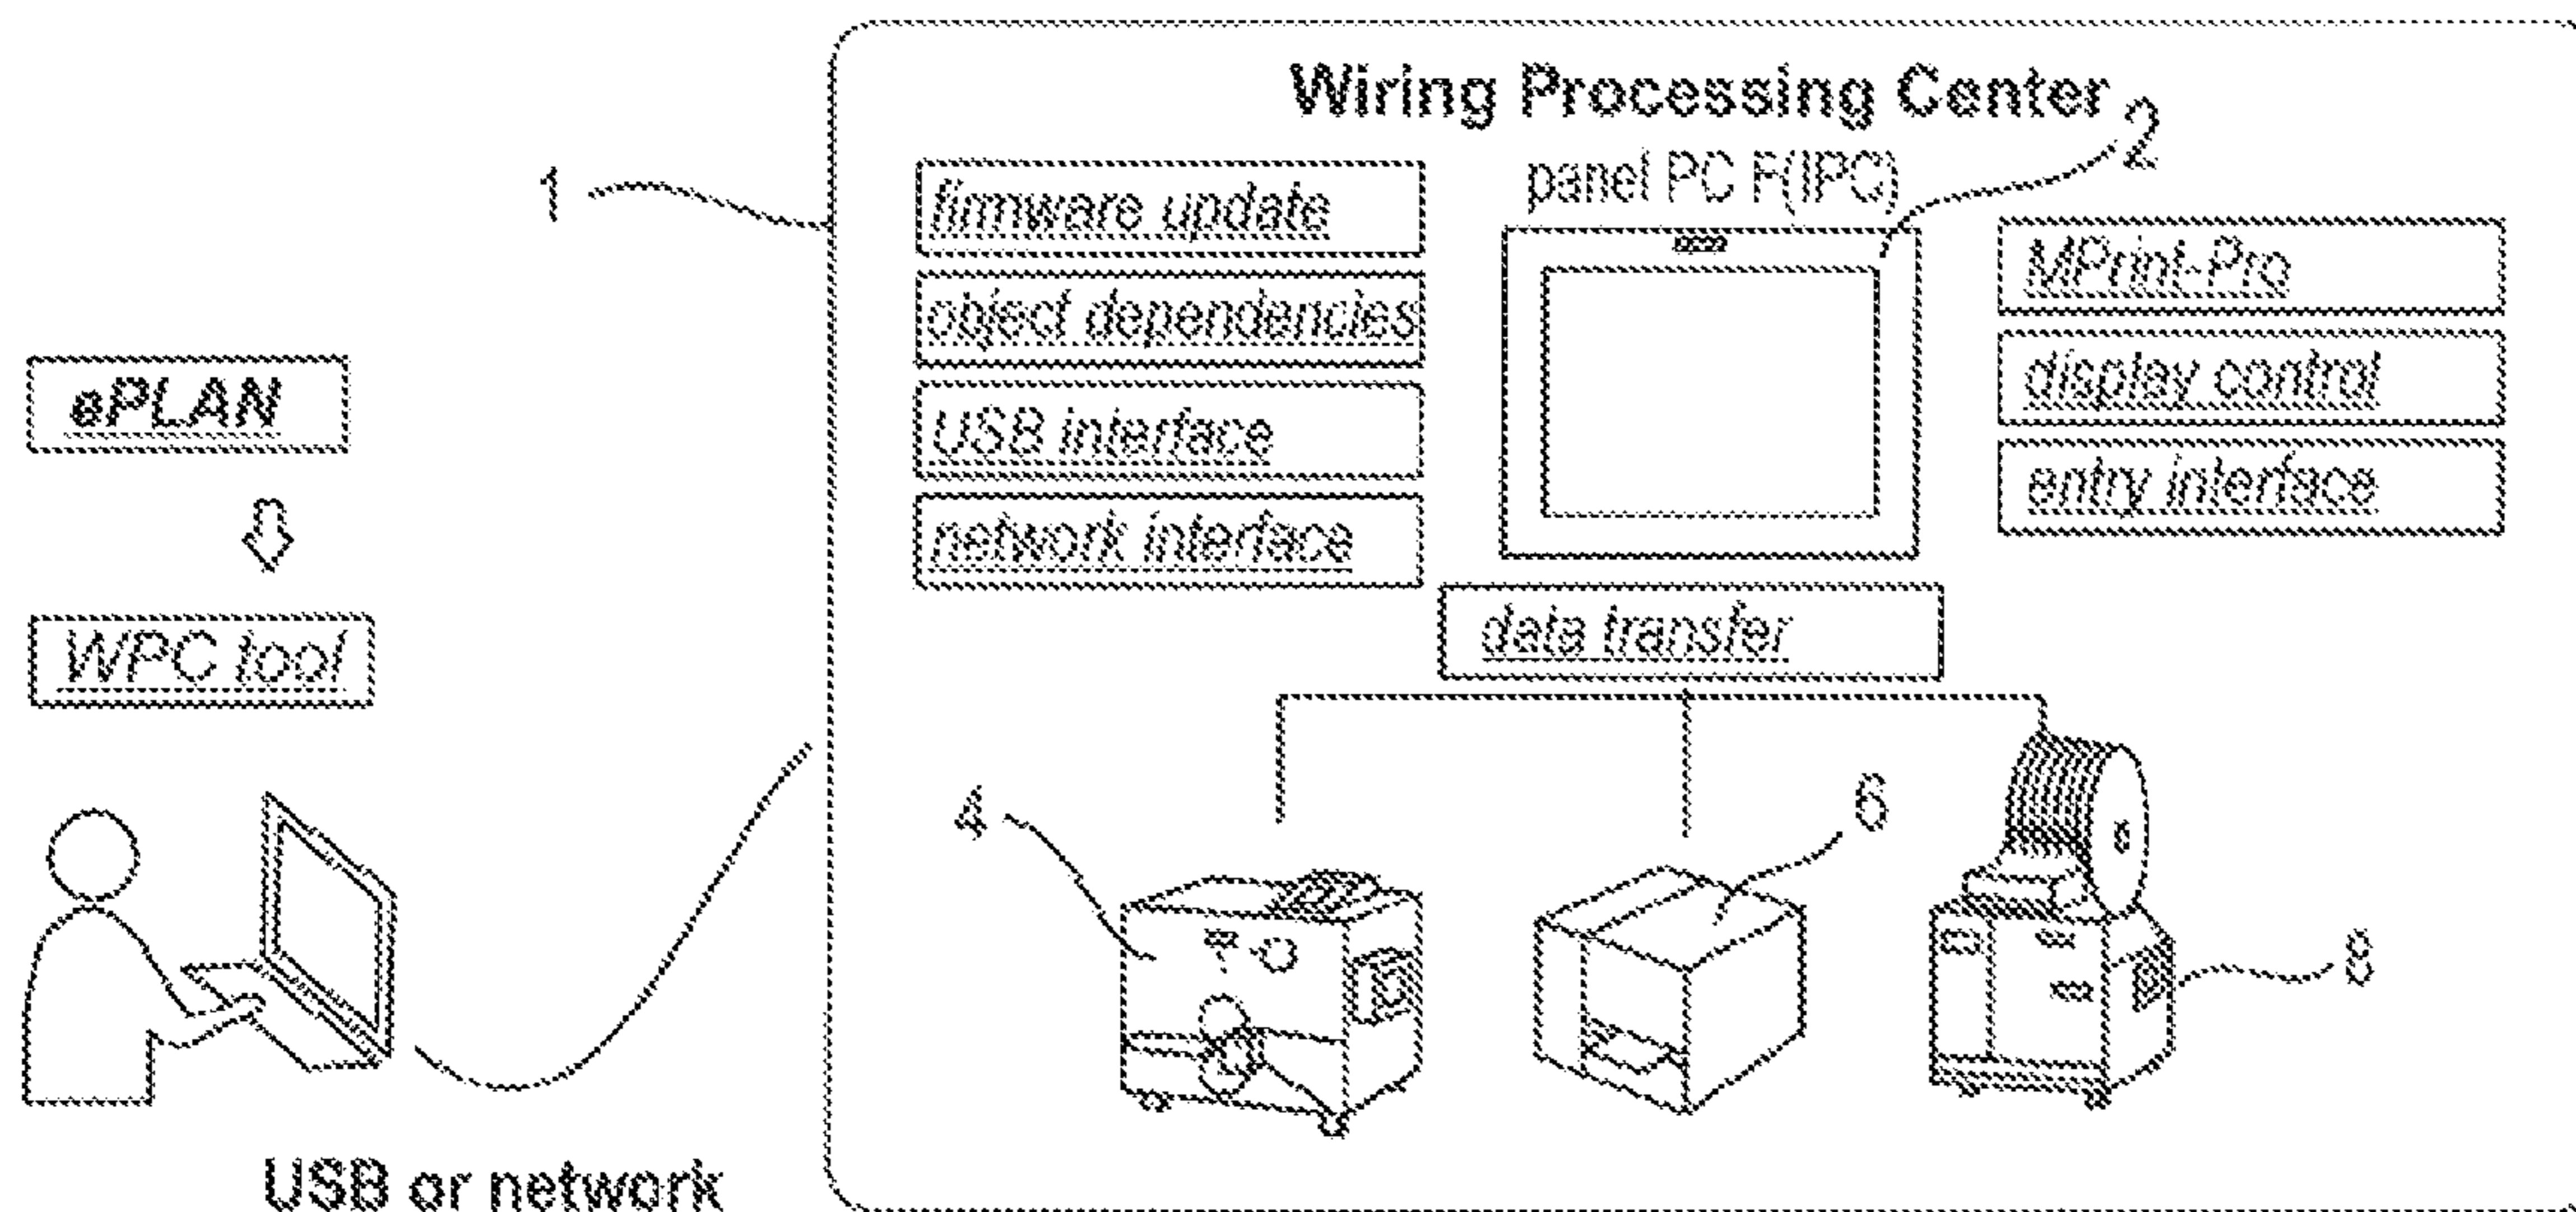 Wiring Processing Center
1
2
panel PC F(IPC)
firmware update
object dependencies
USB interface
network interface
MPrint-Pro
display control
entry interface
data transfer
ePLAN
WPC tool
4
6
8
USB or network